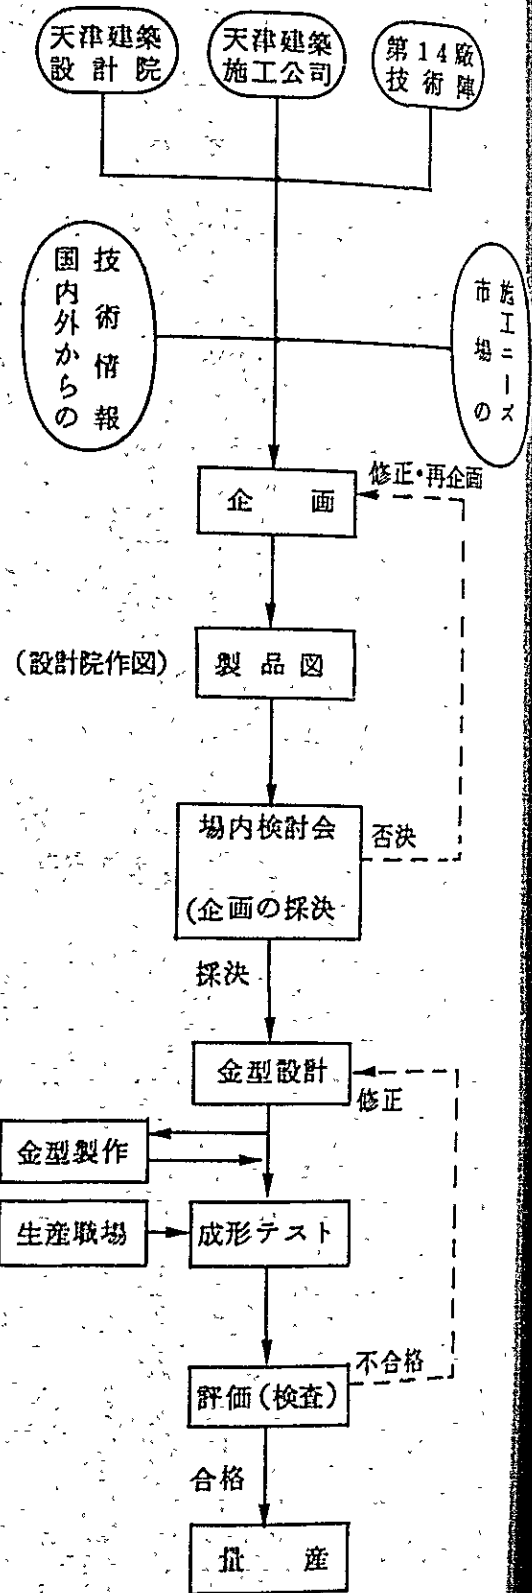 天津建築
設計院
天津建築
施工公司
第14廠
技術陣
国内外からの
技術情報
市場の
施工ニーズ
企画
修正・再企画
(設計院作図)
製品図
場内検討会
(企画の採決
否決
採決
金型設計
修正
金型製作
生産職場
成形テスト
不合格
評価(検査)
合格
量産